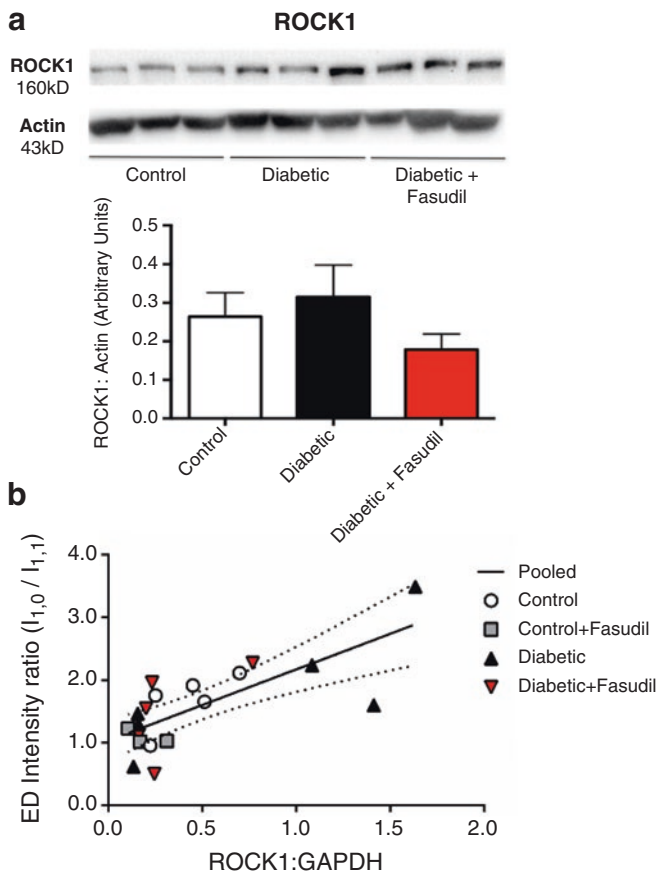 a
ROCK1
ROCK1
160kD
Actin
43kD
Control
Diabetic
Diabetic +
Fasudil
ROCK1: Actin (Arbitrary Units)
0.5
0.4
0.3
0.2
0.1
0.0
Control
Diabetic
Diabetic + Fasudil
b
ED Intensity ratio (I1,0 / I1,1)
4.0
3.0
2.0
1.0
0.0
0.0
0.5
1.0
1.5
2.0
ROCK1:GAPDH
Pooled
Control
Control+Fasudil
Diabetic
Diabetic+Fasudil